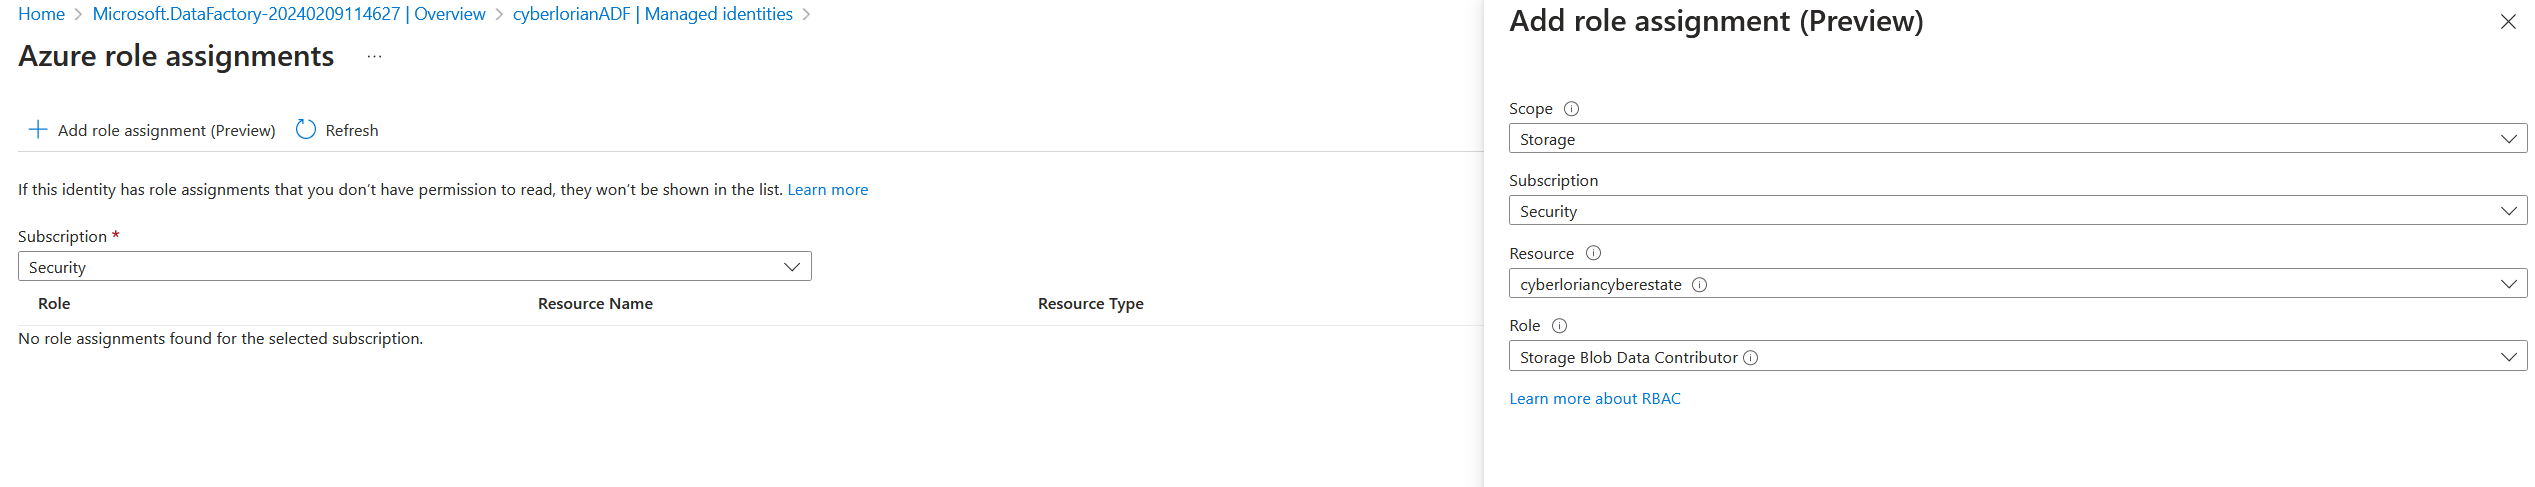 Home > Microsoft.DataFactory-20240209114627 | Overview > cyberlorianADF | Managed identities >
Azure role assignments ...
+ Add role assignment (Preview) Refresh
If this identity has role assignments that you don't have permission to read, they won't be shown in the list. Learn more
Subscription *
Security
Role Resource Name Resource Type
No role assignments found for the selected subscription.
Add role assignment (Preview)
Scope
Storage
Subscription
Security
Resource
cyberloriancyberestate
Role
Storage Blob Data Contributor
Learn more about RBAC